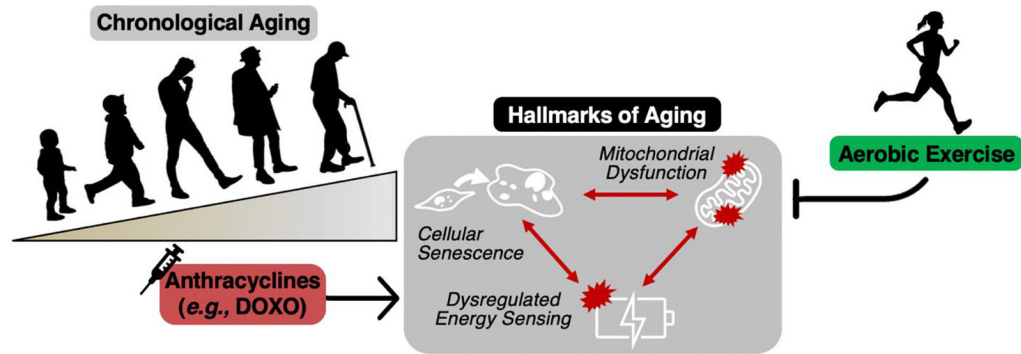 Chronological Aging
Hallmarks of Aging
Mitochondrial
Dysfunction
Aerobic Exercise
Cellular
Senescence
Anthracyclines
(e.g., DOXO)
Dysregulated
Energy Sensing